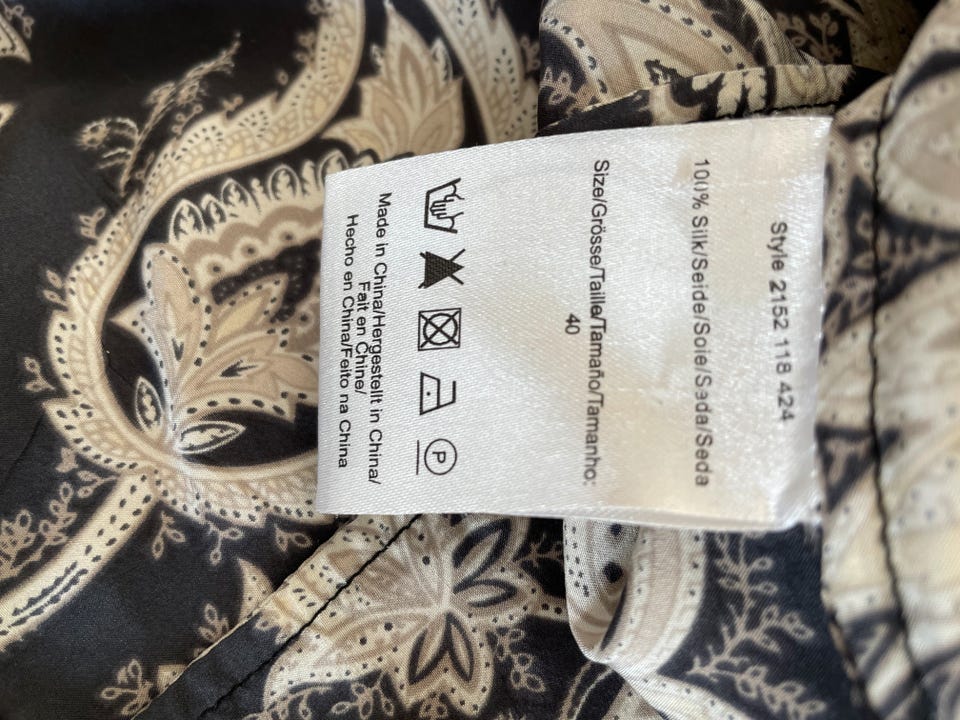 Style 2152 118 424
100% Silk/Seide/Soie/Seda/Seda
Size/Grösse/Taille/Tamaño/Tamanho:
40
P
Made in China/Hergestellt in China/
Fait en Chine/
Hecho en China/Feito na China